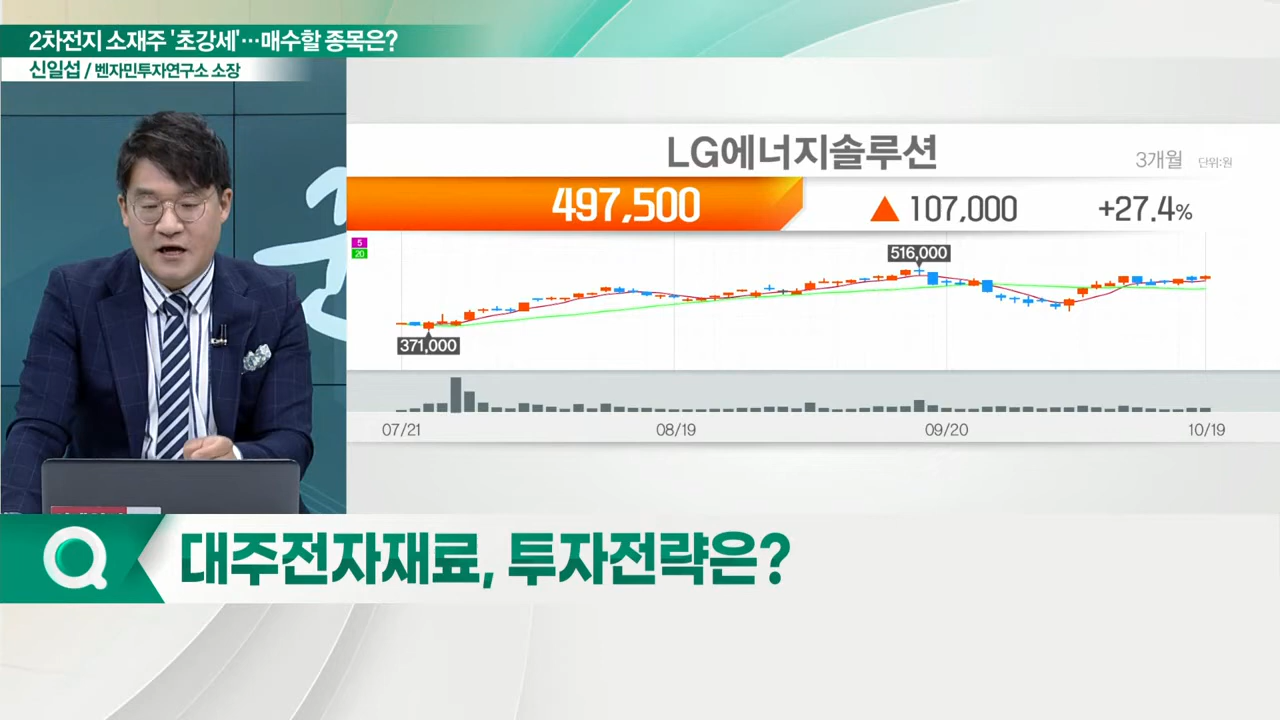 2차전지 소재주 '초강세'…매수할 종목은?
신일섭 / 벤자민투자연구소 소장
LG에너지솔루션
3개월 단위:원
497,500 ▲ 107,000 +27.4%
5
20
516,000
371,000
07/21 08/19 09/20 10/19
Q 대주전자재료, 투자전략은?